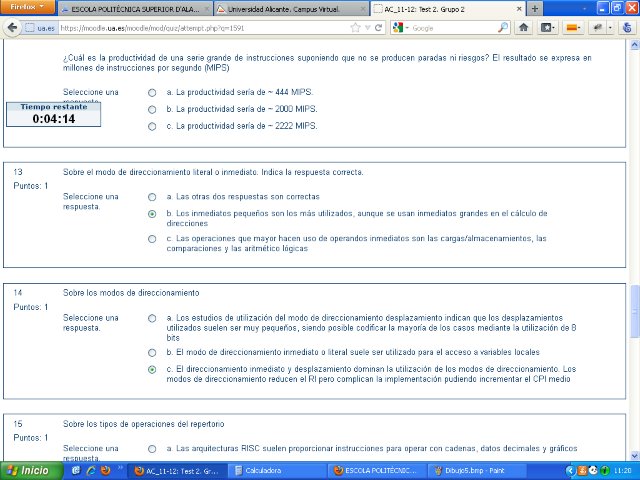 Firefox
ESCOLA POLITÈCNICA SUPERIOR D'ALA...
Universidad Alicante. Campus Virtual.
AC_11-12: Test 2. Grupo 2
ua.es
https://moodle.ua.es/moodle/mod/quiz/attempt.php?q=1591
Google
¿Cuál es la productividad de una serie grande de instrucciones suponiendo que no se producen paradas ni riesgos? El resultado se expresa en
millones de instrucciones por segundo (MIPS)
Seleccione una
respuesta.
a. La productividad sería de ~ 444 MIPS.
b. La productividad sería de ~ 2000 MIPS.
c. La productividad sería de ~ 2222 MIPS.
Tiempo restante
0:04:14
13
Puntos: 1
Sobre el modo de direccionamiento literal o inmediato. Indica la respuesta correcta.
Seleccione una
respuesta.
a. Las otras dos respuestas son correctas
b. Los inmediatos pequeños son los más utilizados, aunque se usan inmediatos grandes en el cálculo de
direcciones
c. Las operaciones que mayor hacen uso de operandos inmediatos son las cargas/almacenamientos, las
comparaciones y las aritmético lógicas
14
Puntos: 1
Sobre los modos de direccionamiento
Seleccione una
respuesta.
a. Los estudios de utilización del modo de direccionamiento desplazamiento indican que los desplazamientos
utilizados suelen ser muy pequeños, siendo posible codificar la mayoría de los casos mediante la utilización de 8
bits
b. El modo de direccionamiento inmediato o literal suele ser utilizado para el acceso a variables locales
c. El direccionamiento inmediato y desplazamiento dominan la utilización de los modos de direccionamiento. Los
modos de direccionamiento reducen el RI pero complican la implementación pudiendo incrementar el CPI medio
15
Puntos: 1
Sobre los tipos de operaciones del repertorio
Seleccione una
respuesta.
a. Las arquitecturas RISC suelen proporcionar instrucciones para operar con cadenas, datos decimales y gráficos
Inicio
AC_11-12: Test 2. Gr...
Calculadora
ESCOLA POLITÈCNIC...
Dibujo5.bmp - Paint
11:20